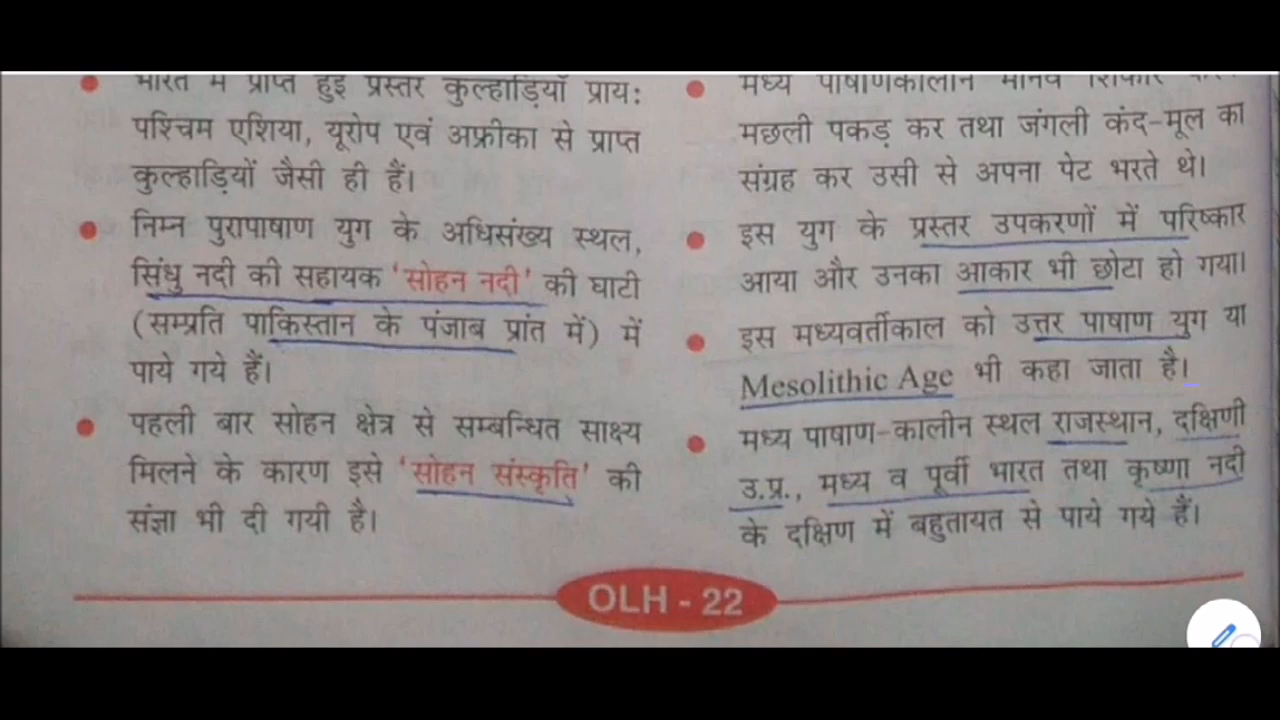 भारत में प्राप्त हुई प्रस्तर कुल्हाड़ियाँ प्राय:
पश्चिम एशिया, यूरोप एवं अफ्रीका से प्राप्त
कुल्हाड़ियों जैसी ही हैं।
निम्न पुरापाषाण युग के अधिसंख्य स्थल,
सिंधु नदी की सहायक 'सोहन नदी' की घाटी
(सम्प्रति पाकिस्तान के पंजाब प्रांत में) में
पाये गये हैं।
पहली बार सोहन क्षेत्र से सम्बन्धित साक्ष्य
मिलने के कारण इसे 'सोहन संस्कृति' की
संज्ञा भी दी गयी है।
मध्य पाषाणकालीन मानव शिकार
मछली पकड़ कर तथा जंगली कंद-मूल का
संग्रह कर उसी से अपना पेट भरते थे।
इस युग के प्रस्तर उपकरणों में परिष्कार
आया और उनका आकार भी छोटा हो गया।
इस मध्यवर्तीकाल को उत्तर पाषाण युग या
Mesolithic Age भी कहा जाता है।
मध्य पाषाण-कालीन स्थल राजस्थान, दक्षिणी
उ.प्र., मध्य व पूर्वी भारत तथा कृष्णा नदी
के दक्षिण में बहुतायत से पाये गये हैं।
OLH - 22